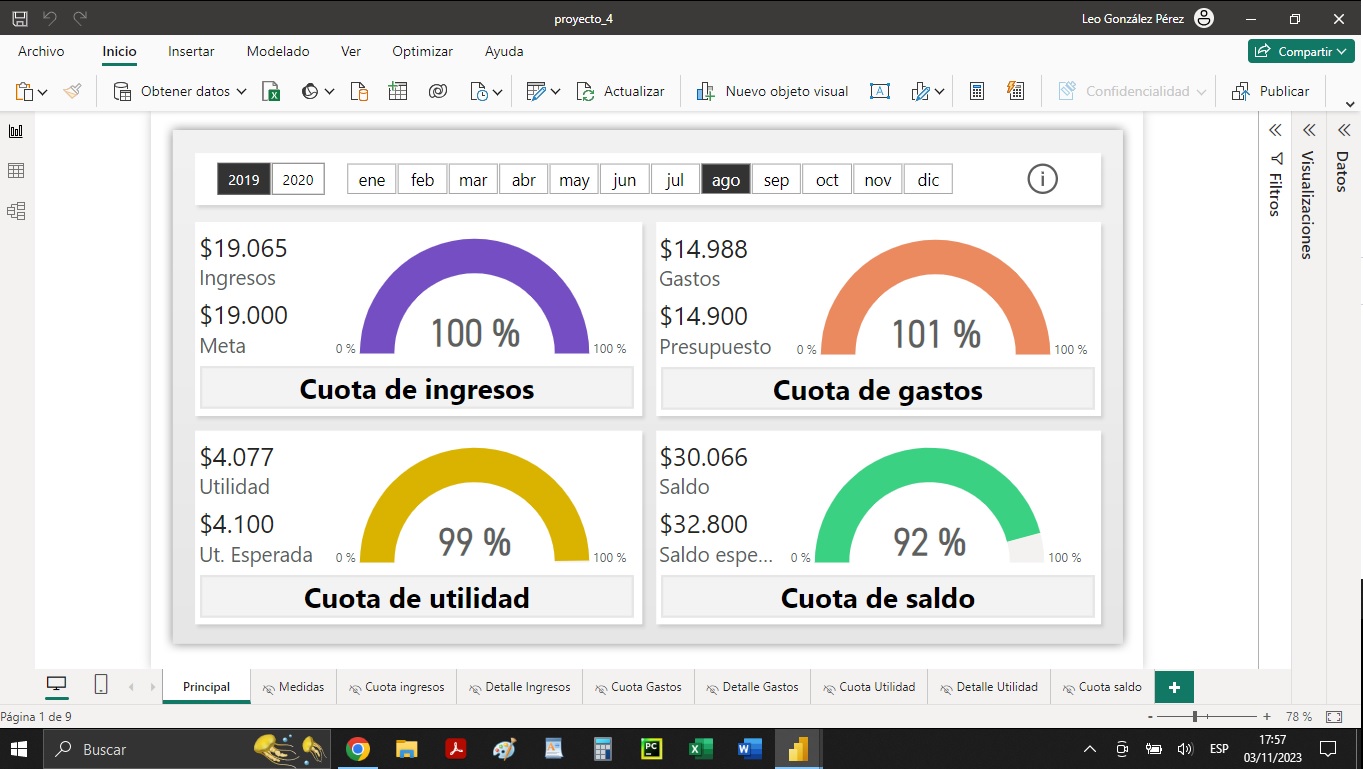 proyecto_4
Leo González Pérez
Archivo Inicio Insertar Modelado Ver Optimizar Ayuda
Compartir
Obtener datos Actualizar Nuevo objeto visual Confidencialidad Publicar
2019 2020 ene feb mar abr may jun jul ago sep oct nov dic
Filtros
Visualizaciones
Datos
$19.065
Ingresos
$19.000
Meta
0 % 100 % 100 %
Cuota de ingresos
$14.988
Gastos
$14.900
Presupuesto
0 % 101 % 100 %
Cuota de gastos
$4.077
Utilidad
$4.100
Ut. Esperada
0 % 99 % 100 %
Cuota de utilidad
$30.066
Saldo
$32.800
Saldo espe...
0 % 92 % 100 %
Cuota de saldo
Principal Medidas Cuota ingresos Detalle Ingresos Cuota Gastos Detalle Gastos Cuota Utilidad Detalle Utilidad Cuota saldo +
Página 1 de 9
- + 78 %
Buscar
PC
ESP
17:57
03/11/2023